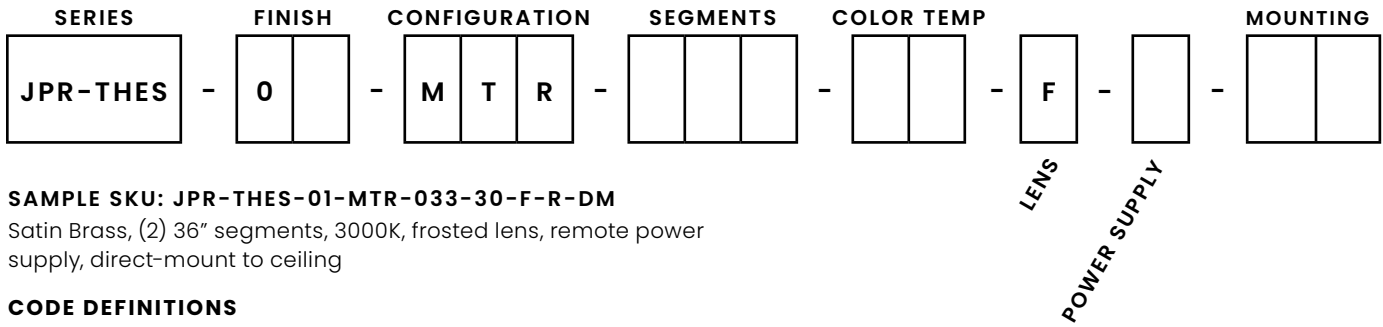 SERIES FINISH CONFIGURATION SEGMENTS COLOR TEMP MOUNTING
JPR-THES - 0 - M T R - - - F - -
LENS
POWER SUPPLY
SAMPLE SKU: JPR-THES-01-MTR-033-30-F-R-DM
Satin Brass, (2) 36” segments, 3000K, frosted lens, remote power
supply, direct-mount to ceiling
CODE DEFINITIONS